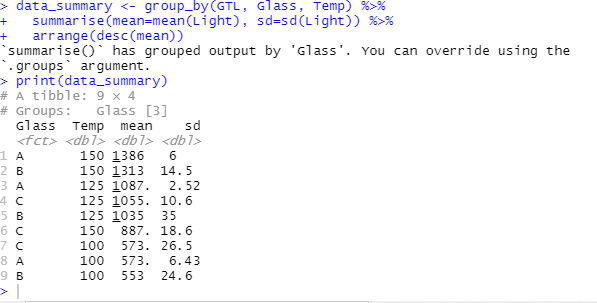 > data_summary <- group_by(GTL, Glass, Temp) %>%
+   summarise(mean=mean(Light), sd=sd(Light)) %>%
+   arrange(desc(mean))
`summarise()` has grouped output by 'Glass'. You can override using the
`.groups` argument.
> print(data_summary)
# A tibble: 9 × 4
# Groups:   Glass [3]
  Glass  Temp  mean    sd
  <fct> <dbl> <dbl> <dbl>
1 A       150 1386   6
2 B       150 1313  14.5
3 A       125 1087.  2.52
4 C       125 1055. 10.6
5 B       125 1035  35
6 C       150  887. 18.6
7 C       100  573. 26.5
8 A       100  573.  6.43
9 B       100  553  24.6
>